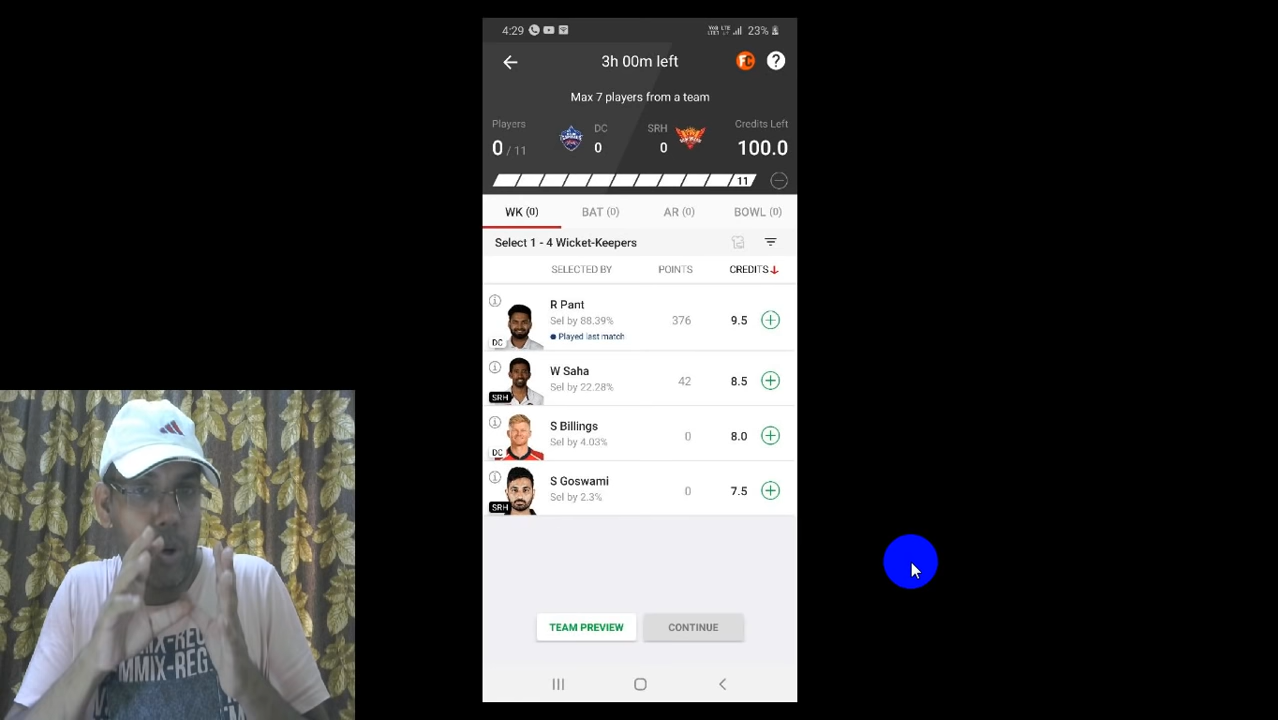 4:29
23%
3h 00m left
FC
?
Max 7 players from a team
Players
DC
SRH
Credits Left
0 / 11
0
0
100.0
11
WK (0)
BAT (0)
AR (0)
BOWL (0)
Select 1 - 4 Wicket-Keepers
SELECTED BY
POINTS
CREDITS
R Pant
Sel by 88.39%
Played last match
DC
376
9.5
W Saha
Sel by 22.28%
SRH
42
8.5
S Billings
Sel by 4.03%
DC
0
8.0
S Goswami
Sel by 2.3%
SRH
0
7.5
TEAM PREVIEW
CONTINUE
MMIX-REG